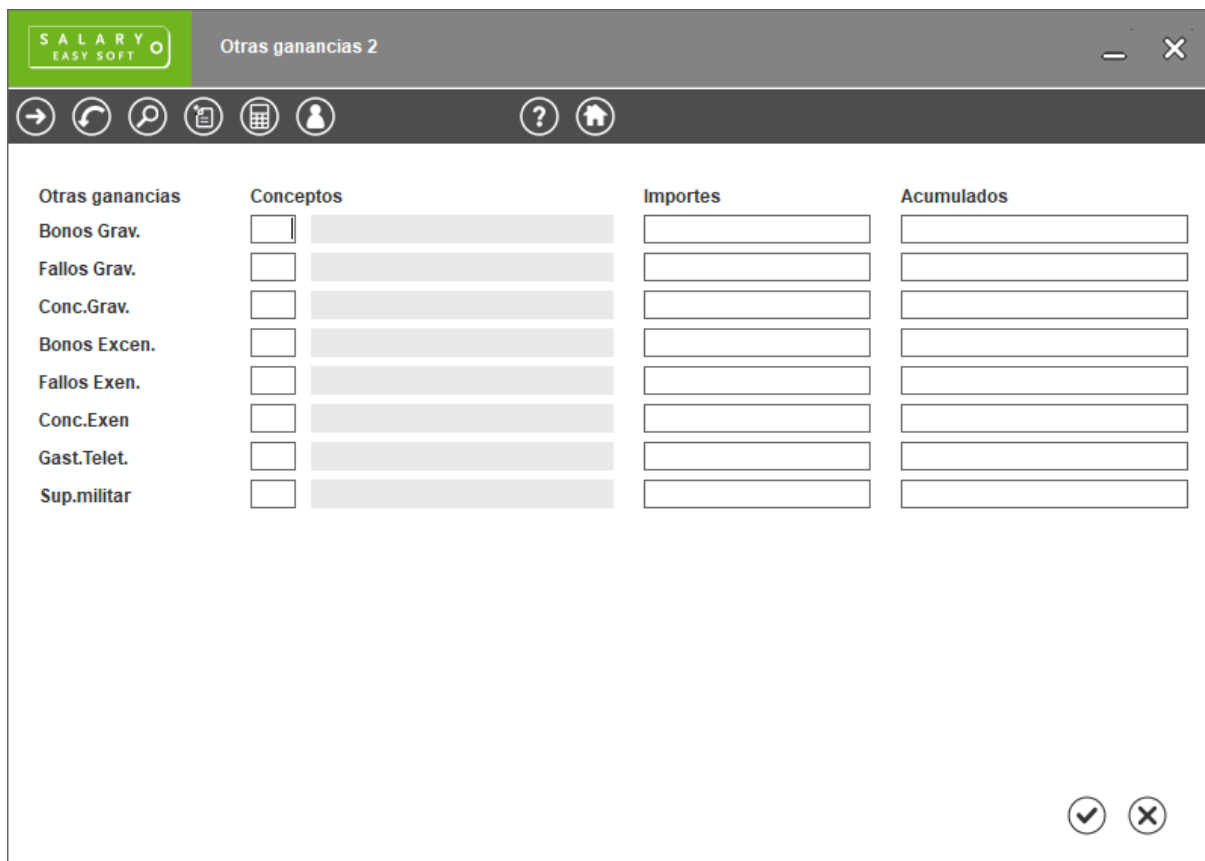 SALARY
EASY SOFT
Otras ganancias 2
?
Otras ganancias Conceptos Importes Acumulados
Bonos Grav.
Fallos Grav.
Conc.Grav.
Bonos Excen.
Fallos Exen.
Conc.Exen
Gast.Telet.
Sup.militar